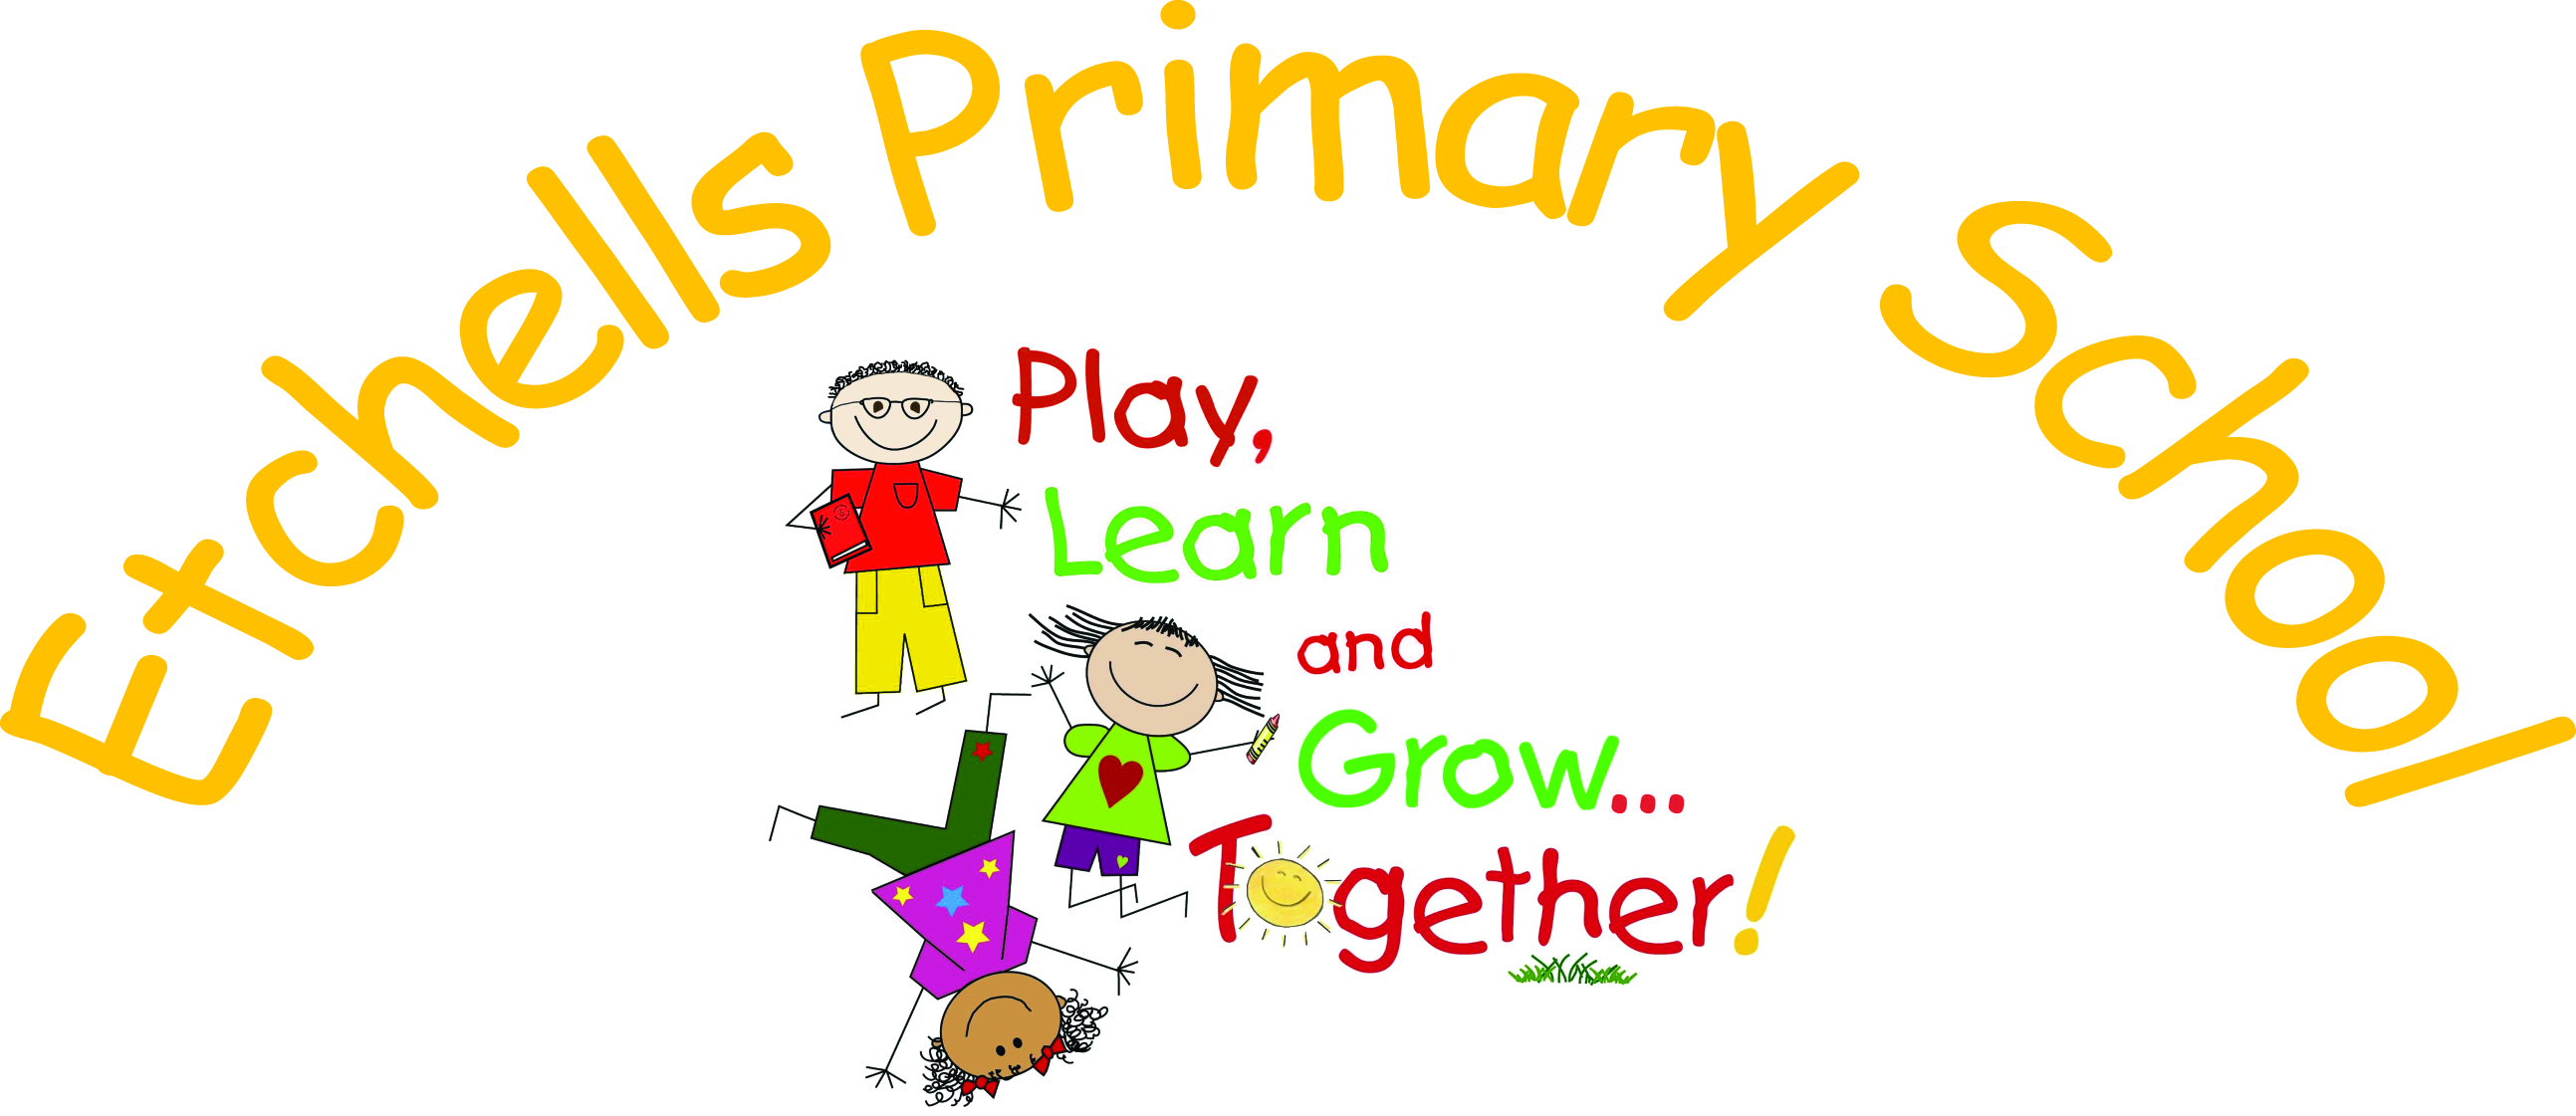 Etchells Primary School
Play,
Learn
and
Grow...
Together!